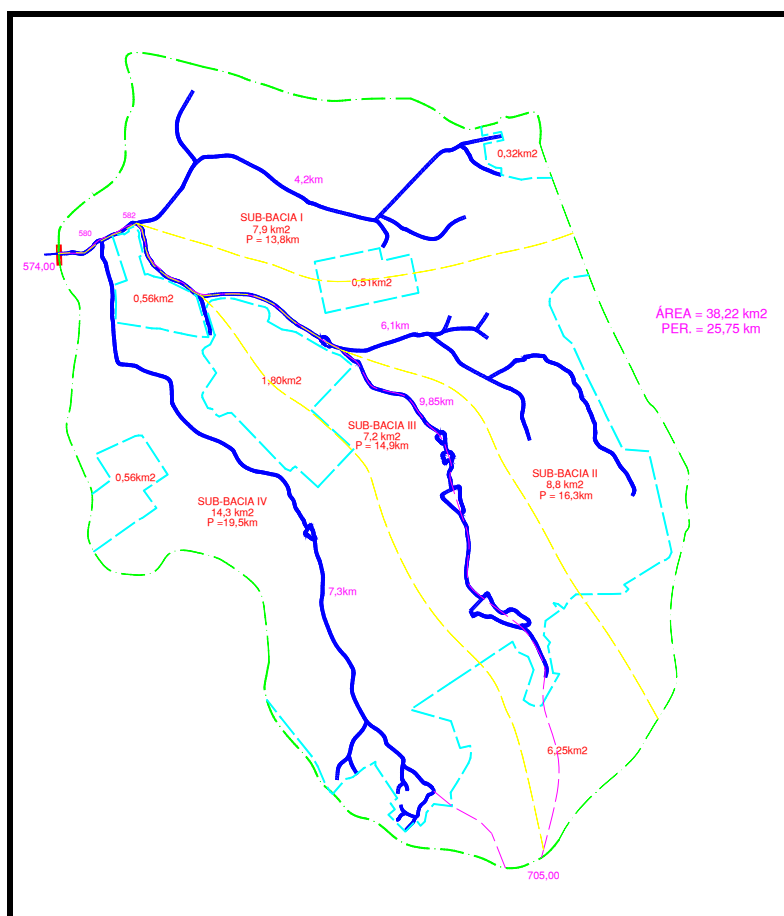 0,32km2
4,2km
582
SUB-BACIA I
7,9 km2
P = 13,8km
580
574,00
0,51km2
0,56km2
ÁREA = 38,22 km2
PER. = 25,75 km
6,1km
1,80km2
9,85km
SUB-BACIA III
7,2 km2
P = 14,9km
0,56km2
SUB-BACIA II
8,8 km2
P = 16,3km
SUB-BACIA IV
14,3 km2
P =19,5km
7,3km
6,25km2
705,00